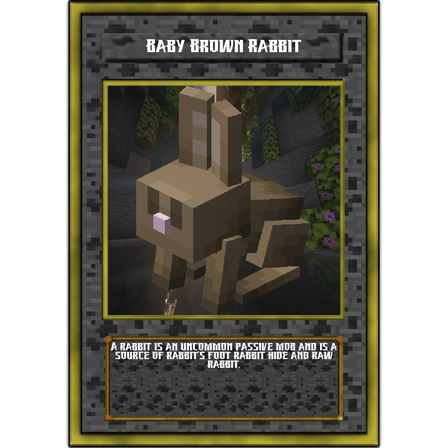 Baby Brown Rabbit
A RABBIT IS AN UNCOMMON PASSIVE MOB AND IS A
SOURCE OF RABBIT'S FOOT RABBIT HIDE AND RAW
RABBIT.